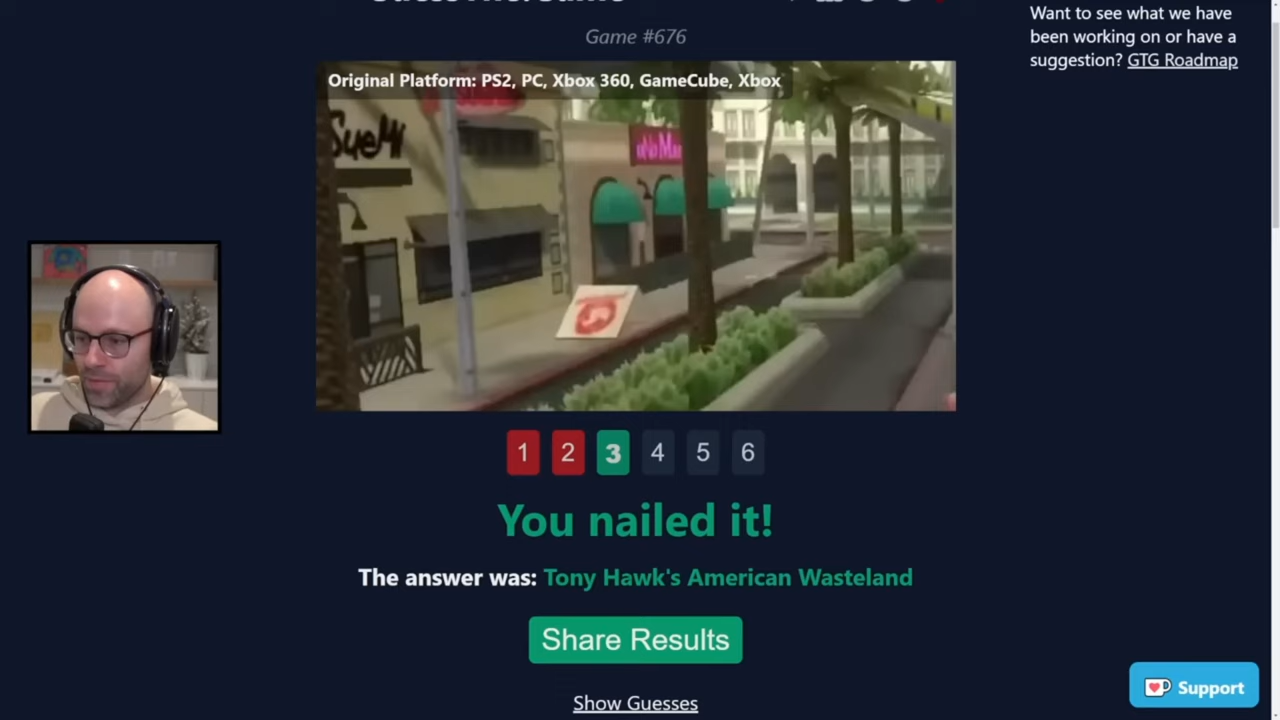 Game #676
Want to see what we have
been working on or have a
suggestion? GTG Roadmap
Original Platform: PS2, PC, Xbox 360, GameCube, Xbox
1 2 3 4 5 6
You nailed it!
The answer was: Tony Hawk's American Wasteland
Share Results
Show Guesses
Support